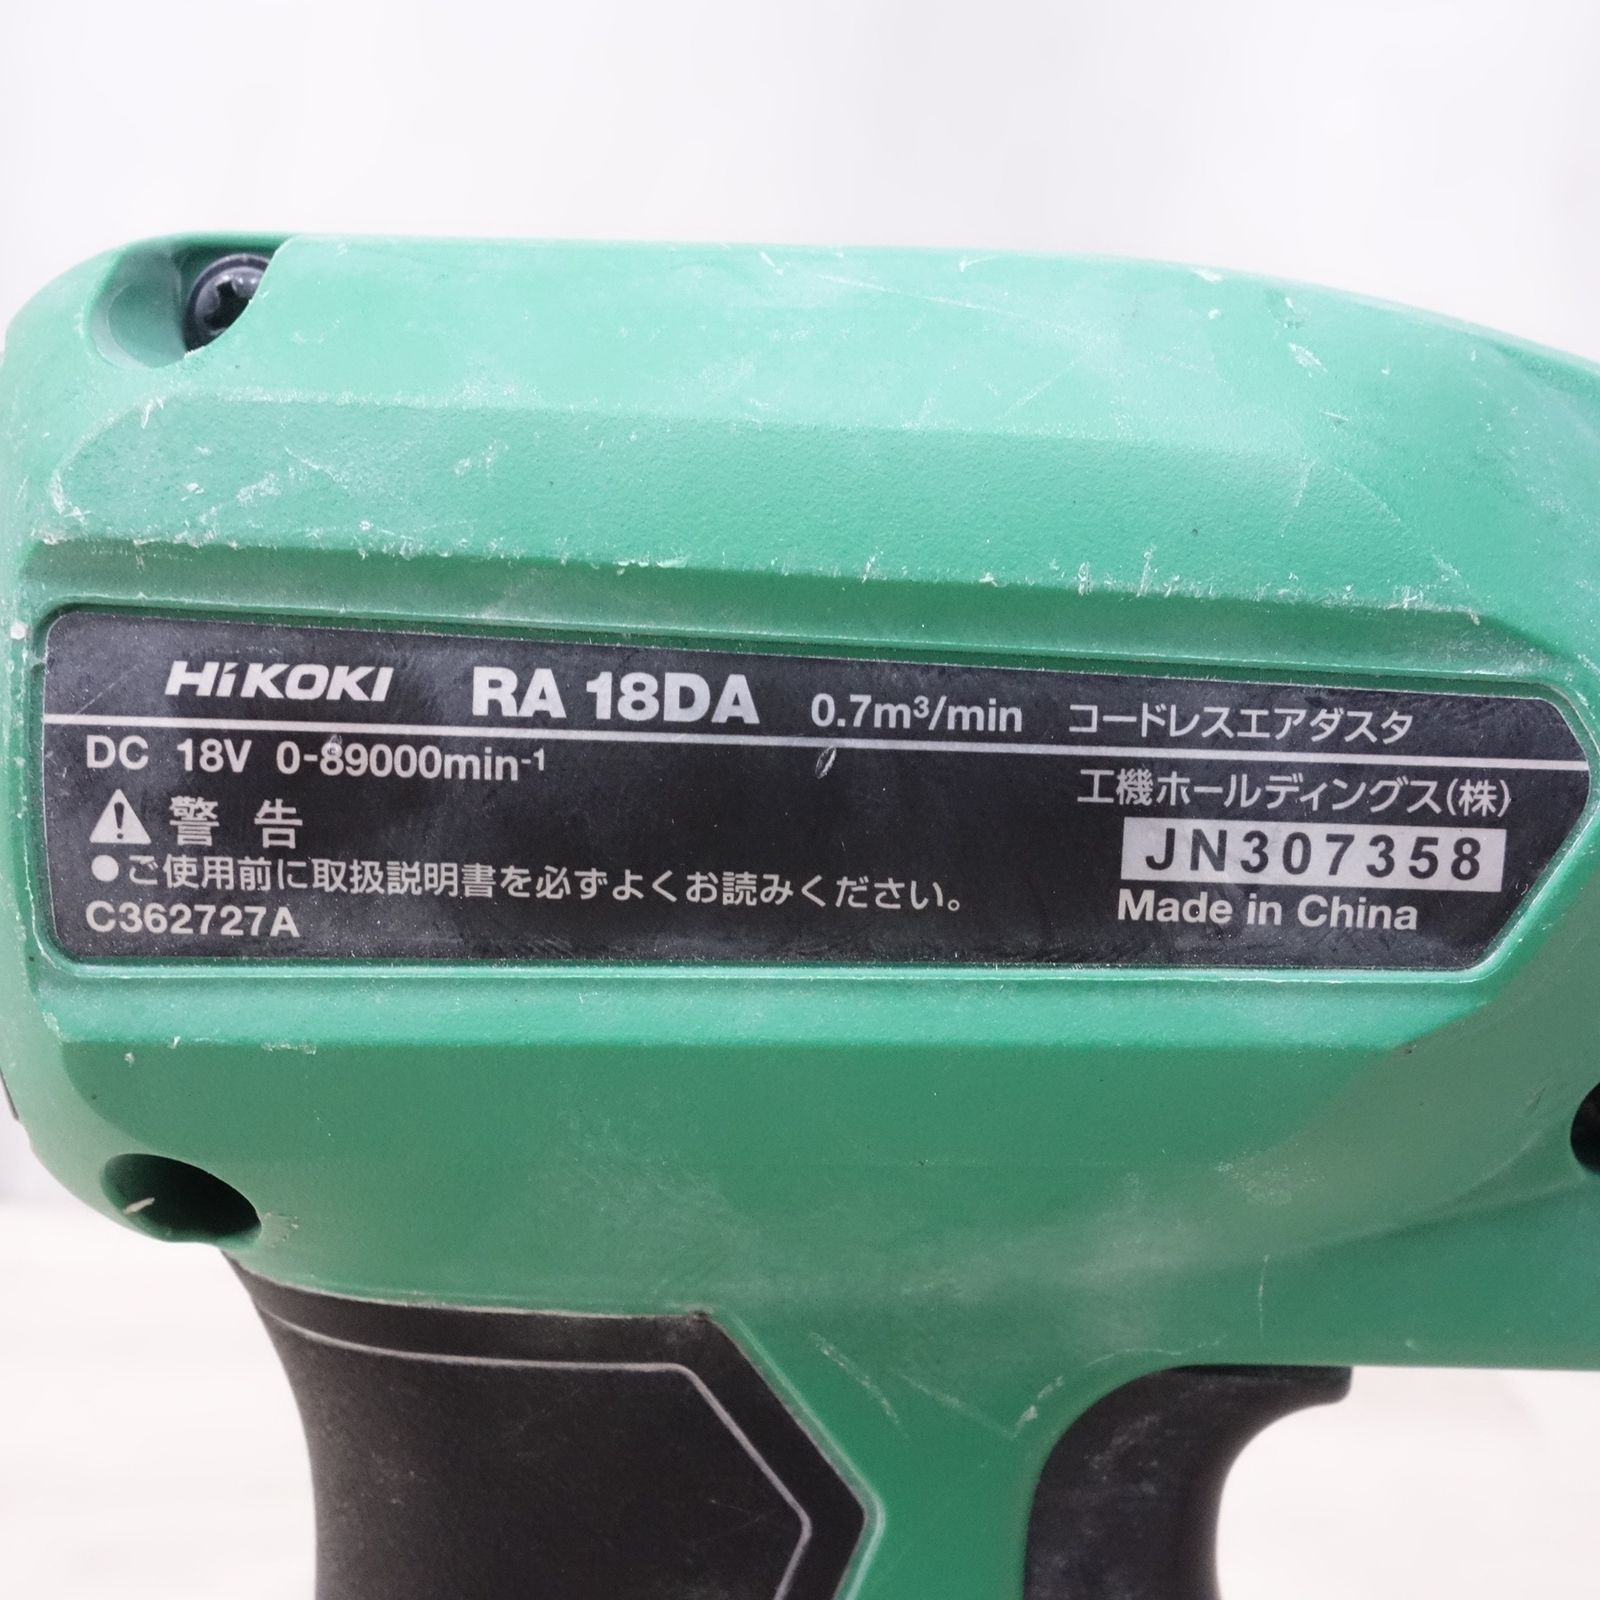 HiKOKI RA 18DA 0.7m³/min コードレスエアダスタ
DC 18V 0-89000min⁻¹
工機ホールディングス(株)
警告
JN307358
●ご使用前に取扱説明書を必ずよくお読みください。
Made in China
C362727A